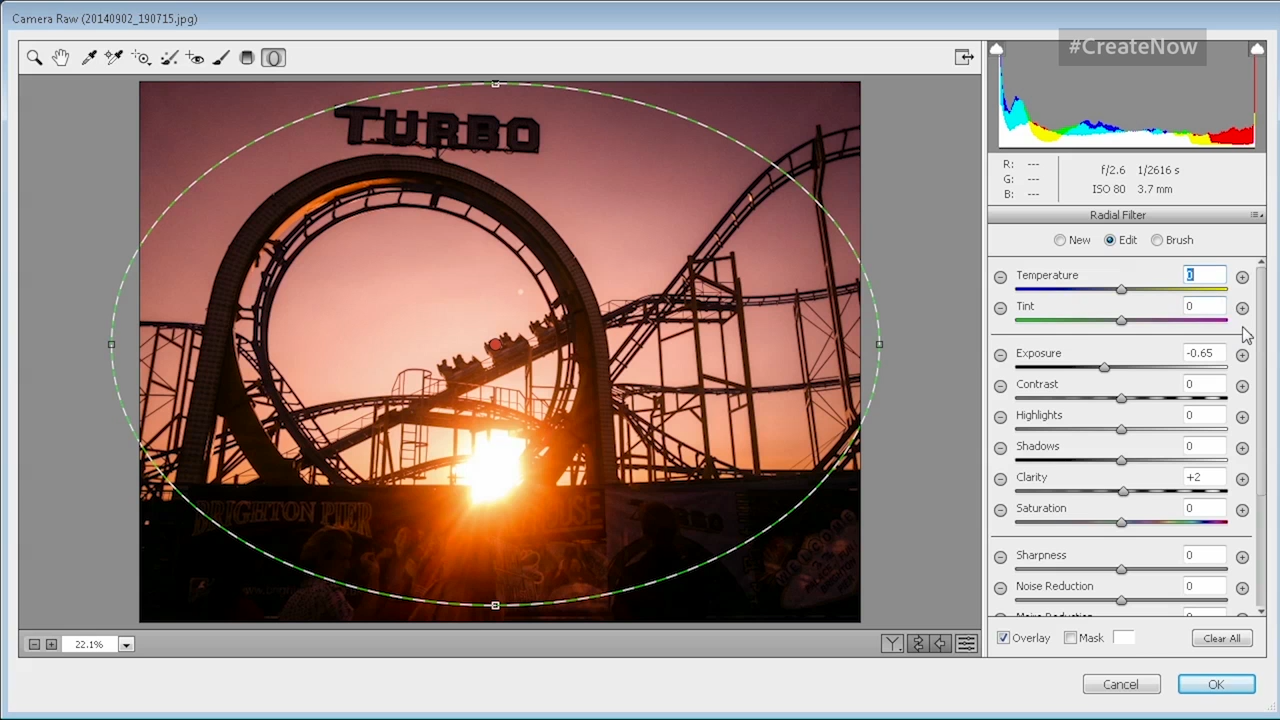 Camera Raw (20140902_190715.jpg)
#CreateNow
TURBO
BRIGHTON PIER
R: ---
G: ---
B: ---
f/2.6 1/2616 s
ISO 80 3.7 mm
Radial Filter
New Edit Brush
Temperature 0
Tint 0
Exposure -0.65
Contrast 0
Highlights 0
Shadows 0
Clarity +2
Saturation 0
Sharpness 0
Noise Reduction 0
22.1%
Y
Overlay Mask Clear All
Cancel OK